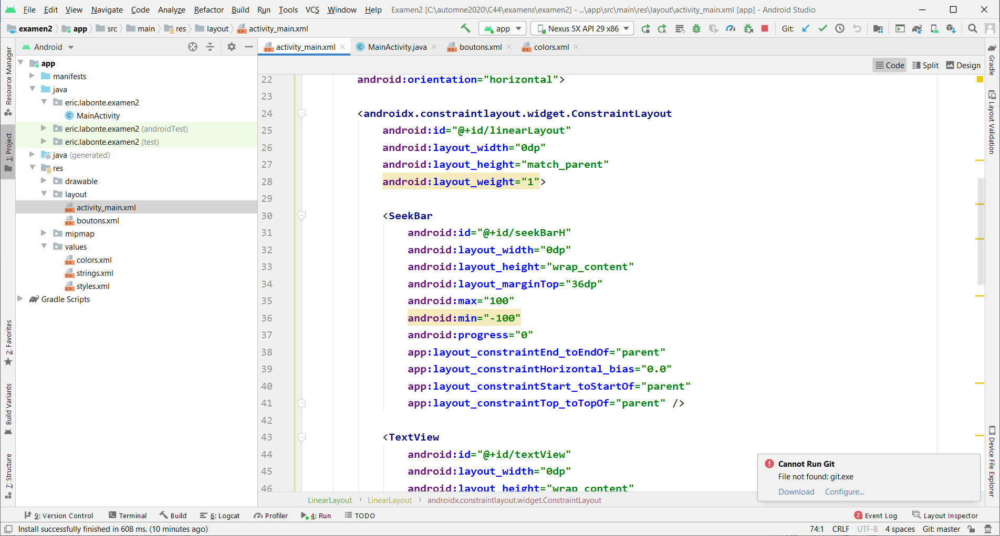 File Edit View Navigate Code Analyze Refactor Build Run Tools VCS Window Help Examen2 [C:\automne2020\C44\examens\examen2] - ...\app\src\main\res\layout\activity_main.xml [app] - Android Studio
examen2 app src main res layout activity_main.xml app Nexus 5X API 29 x86 Git:
Android
activity_main.xml MainActivity.java boutons.xml colors.xml
Code Split Design
Resource Manager
1: Project
2: Favorites
Build Variants
7: Structure
app
manifests
java
eric.labonte.examen2
MainActivity
eric.labonte.examen2 (androidTest)
eric.labonte.examen2 (test)
java (generated)
res
drawable
layout
activity_main.xml
boutons.xml
mipmap
values
colors.xml
strings.xml
styles.xml
Gradle Scripts
22 android:orientation="horizontal">
23
24 <androidx.constraintlayout.widget.ConstraintLayout
25 android:id="@+id/linearLayout"
26 android:layout_width="0dp"
27 android:layout_height="match_parent"
28 android:layout_weight="1">
29
30 <SeekBar
31 android:id="@+id/seekBarH"
32 android:layout_width="0dp"
33 android:layout_height="wrap_content"
34 android:layout_marginTop="36dp"
35 android:max="100"
36 android:min="-100"
37 android:progress="0"
38 app:layout_constraintEnd_toEndOf="parent"
39 app:layout_constraintHorizontal_bias="0.0"
40 app:layout_constraintStart_toStartOf="parent"
41 app:layout_constraintTop_toTopOf="parent" />
42
43 <TextView
44 android:id="@+id/textView"
45 android:layout_width="0dp"
46 android:layout_height="wrap_content"
Gradle
Layout Validation
Device File Explorer
Cannot Run Git
File not found: git.exe
Download Configure...
LinearLayout LinearLayout androidx.constraintlayout.widget.ConstraintLayout
9: Version Control Terminal Build 6: Logcat Profiler 4: Run TODO 2 Event Log Layout Inspector
Install successfully finished in 608 ms. (10 minutes ago) 74:1 CRLF UTF-8 4 spaces Git: master